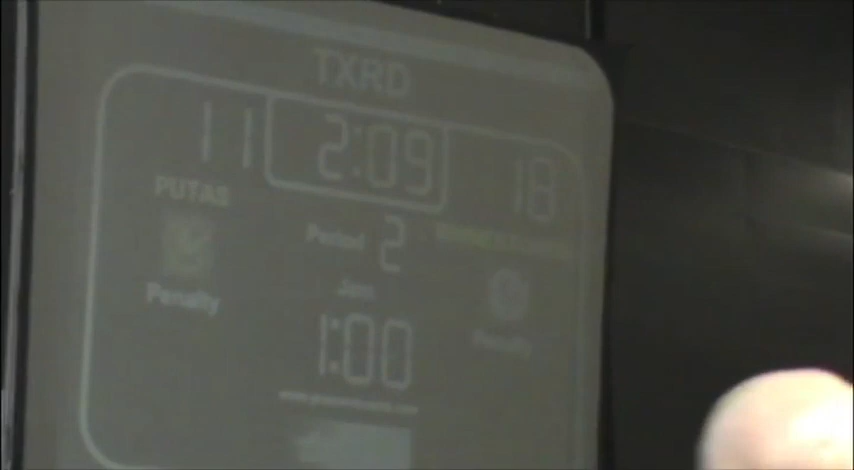 TXRD
11 2:09 18
PUTAS
Period 2
Penalty
Jam
1:00
Penalty